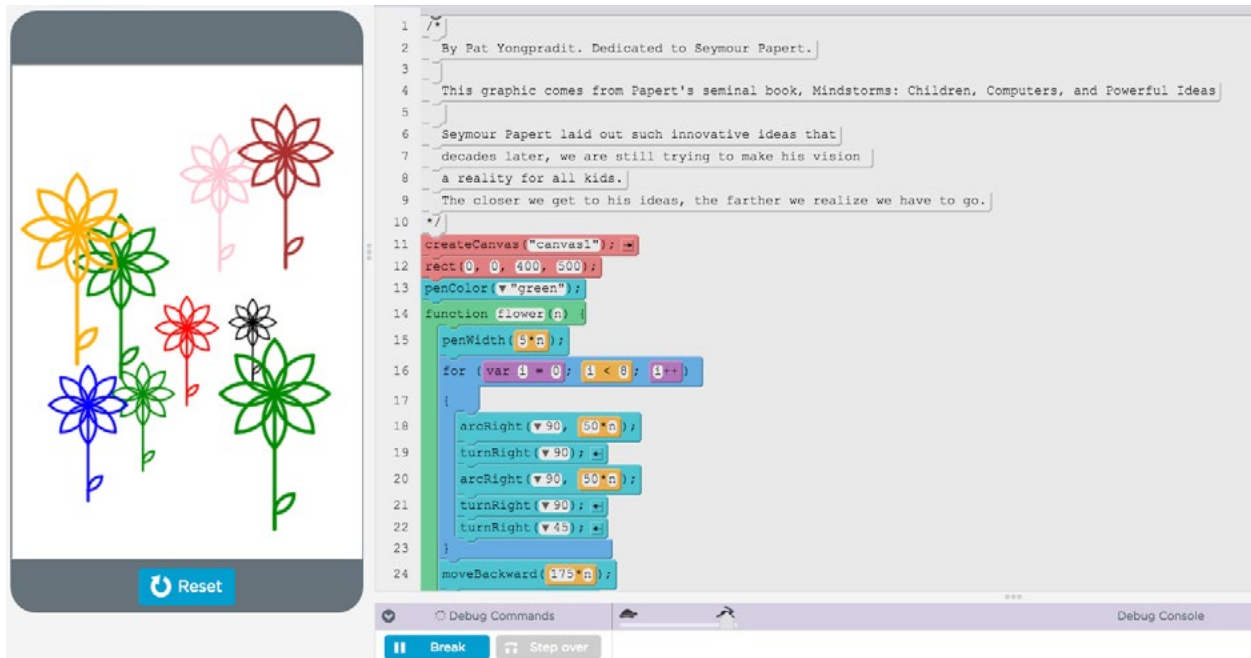 Reset
1 /*
2 By Pat Yongpradit. Dedicated to Seymour Papert.
3
4 This graphic comes from Papert's seminal book, Mindstorms: Children, Computers, and Powerful Ideas
5
6 Seymour Papert laid out such innovative ideas that
7 decades later, we are still trying to make his vision
8 a reality for all kids.
9 The closer we get to his ideas, the farther we realize we have to go.
10 */
11 createCanvas("canvas1");
12 rect(0, 0, 400, 500);
13 penColor(▼"green");
14 function flower(n) {
15 penWidth(5*n);
16 for (var i = 0; i < 8; i++)
17 {
18 arcRight(▼90, 50*n);
19 turnRight(▼90);
20 arcRight(▼90, 50*n);
21 turnRight(▼90);
22 turnRight(▼45);
23 }
24 moveBackward(175*n);
Debug Commands
Debug Console
Break
Step over